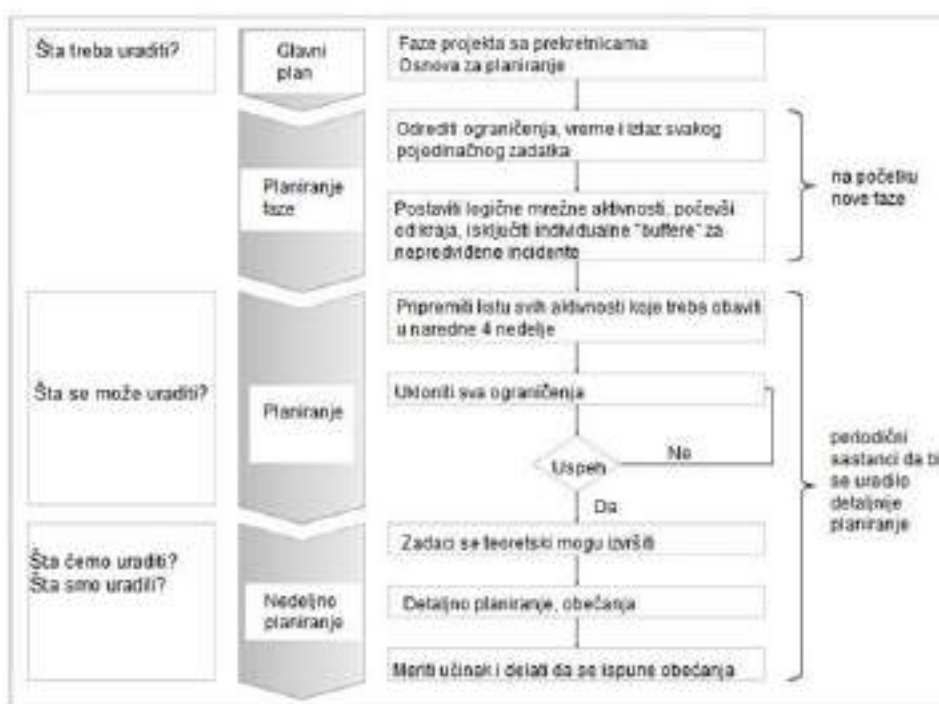 Šta treba uraditi?
Glavni
plan
Faze projekta sa prekretnicama
Osnova za planiranje
Odrediti ograničenja, vreme i izlaz svakog
pojedinačnog zadatka
Planiranje
faze
Postaviti legične mrežne aktivnosti, počevši
od kraja, isključiti individualne "buffere" za
nepredviđene incidente
na početku
nove faze
Pripremiti listu svih aktivnosti koje treba obaviti
u naredne 4 nedelje
Šta se može uraditi?
Planiranje
Ukloniti sva ograničenja
Uspeh
Ne
Da
periodični
sastanci da bi
se uradilo
detaljnije
planiranje
Šta ćemo uraditi?
Šta smo uradili?
Nedeljno
planiranje
Zadaci se teoretski mogu izvršiti
Detaljno planiranje, obećanja
Meriti učinak i delati da se ispune obećanja